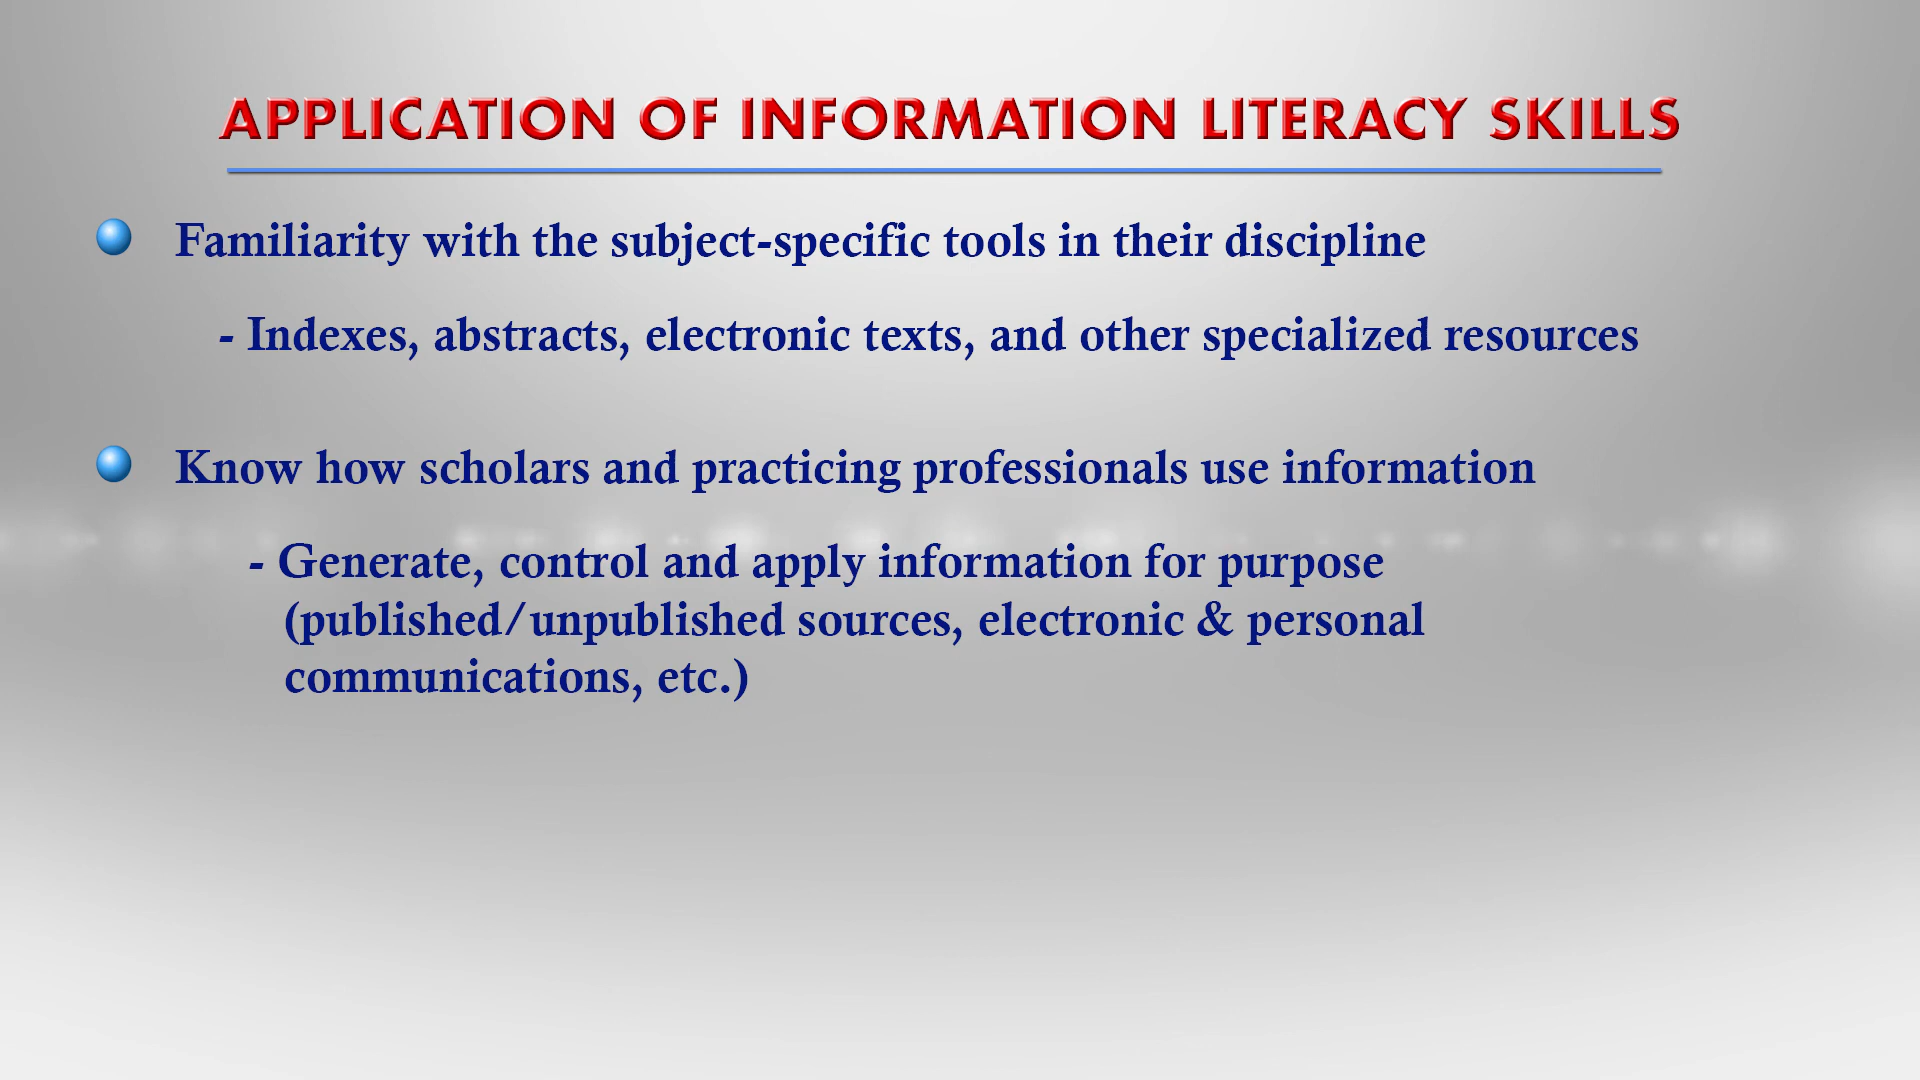 APPLICATION OF INFORMATION LITERACY SKILLS
Familiarity with the subject-specific tools in their discipline
- Indexes, abstracts, electronic texts, and other specialized resources
Know how scholars and practicing professionals use information
- Generate, control and apply information for purpose
(published/unpublished sources, electronic & personal
communications, etc.)